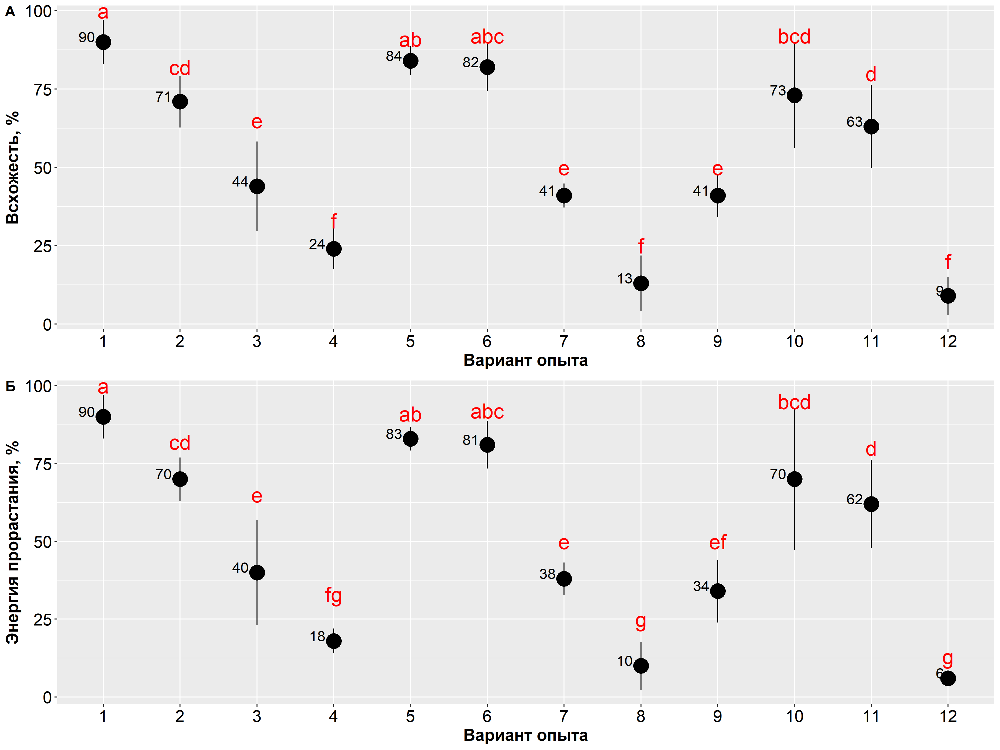 А
Всхожесть, %
100
75
50
25
0
a
90
cd
71
e
44
f
24
ab
84
abc
82
e
41
f
13
e
41
bcd
73
d
63
f
9
1 2 3 4 5 6 7 8 9 10 11 12
Вариант опыта
Б
Энергия прорастания, %
100
75
50
25
0
a
90
cd
70
e
40
fg
18
ab
83
abc
81
e
38
g
10
ef
34
bcd
70
d
62
g
6
1 2 3 4 5 6 7 8 9 10 11 12
Вариант опыта